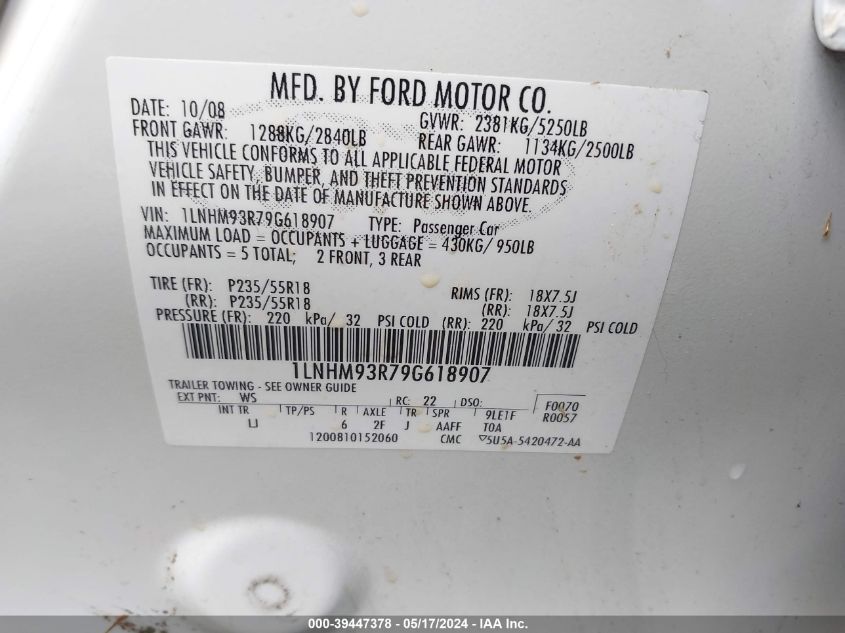 MFD. BY FORD MOTOR CO.
DATE: 10/08 GVWR: 2381KG/5250LB
FRONT GAWR: 1288KG/2840LB REAR GAWR: 1134KG/2500LB
THIS VEHICLE CONFORMS TO ALL APPLICABLE FEDERAL MOTOR
VEHICLE SAFETY, BUMPER, AND THEFT PREVENTION STANDARDS
IN EFFECT ON THE DATE OF MANUFACTURE SHOWN ABOVE.
VIN: 1LNHM93R79G618907 TYPE: Passenger Car
MAXIMUM LOAD = OCCUPANTS + LUGGAGE = 430KG/ 950LB
OCCUPANTS = 5 TOTAL; 2 FRONT, 3 REAR
TIRE (FR): P235/55R18 RIMS (FR): 18X7.5J
(RR): P235/55R18 (RR): 18X7.5J
PRESSURE (FR): 220 kPa/ 32 PSI COLD (RR): 220 kPa/ 32 PSI COLD
1LNHM93R79G618907
TRAILER TOWING - SEE OWNER GUIDE
EXT PNT: WS RC: 22 DSO: F0070
INT TR TP/PS R AXLE TR SPR 9LE1F R0057
LJ 6 2F J AAFF TOA
1200810152060 CMC 5U5A-5420472-AA
000-39447378 - 05/17/2024 - IAA Inc.